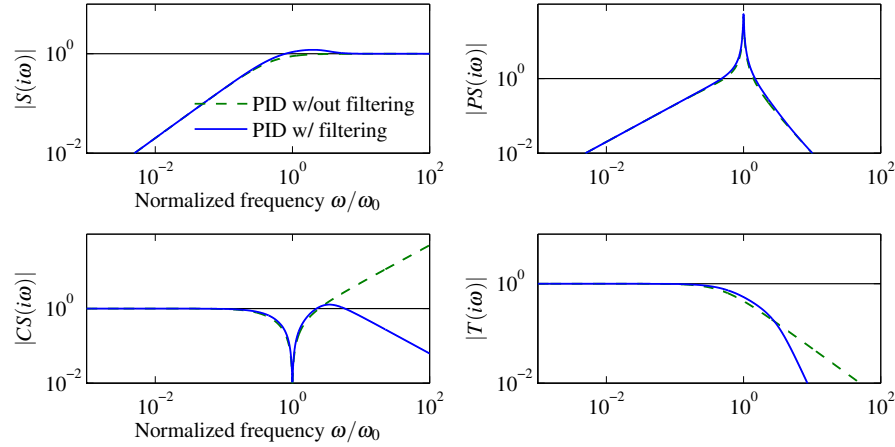 |S(iω)|
10^0
10^-2
PID w/out filtering
PID w/ filtering
10^-2
10^0
10^2
Normalized frequency ω/ω_0
|PS(iω)|
10^0
10^-2
10^-2
10^0
10^2
|CS(iω)|
10^0
10^-2
10^-2
10^0
10^2
Normalized frequency ω/ω_0
|T(iω)|
10^0
10^-2
10^-2
10^0
10^2